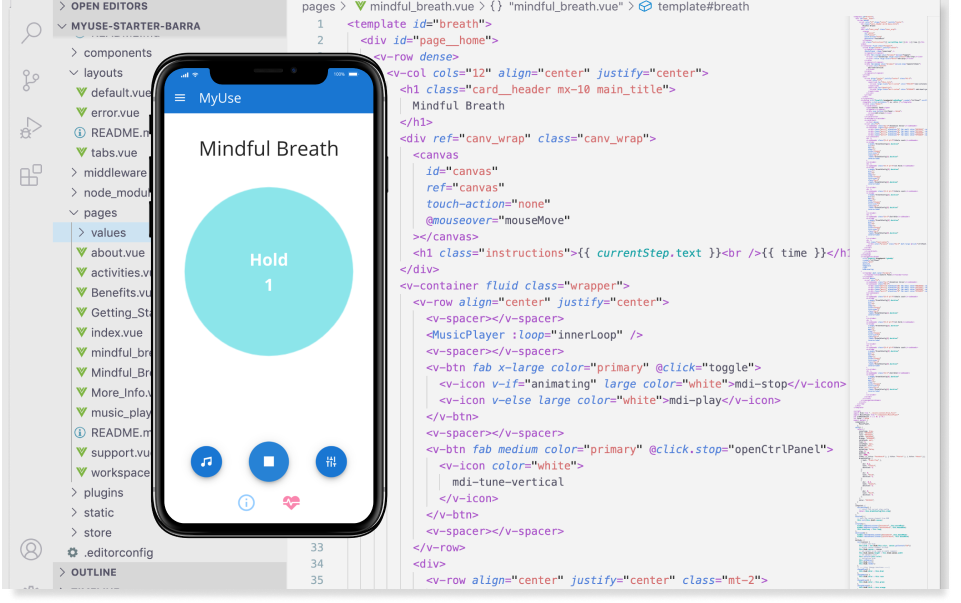 OPEN EDITORS
MYUSE-STARTER-BARRA
components
layouts
default.vue
error.vue
README.m
tabs.vue
middleware
node_modul
pages
values
about.vue
activities.vu
Benefits.vu
Getting_Sta
index.vue
mindful_bre
Mindful_Bre
More_Info.v
music_play
README.m
support.vu
workspace
plugins
static
store
.editorconfig
OUTLINE
100%
MyUse
Mindful Breath
Hold
1
pages > mindful_breath.vue > {} "mindful_breath.vue" > template#breath
1 <template id="breath">
2 <div id="page__home">
<v-row dense>
<v-col cols="12" align="center" justify="center">
<h1 class="card__header mx-10 main_title">
Mindful Breath
</h1>
<div ref="canv_wrap" class="canv_wrap">
<canvas
id="canvas"
ref="canvas"
touch-action="none"
@mouseover="mouseMove"
></canvas>
<h1 class="instructions">{{ currentStep.text }}<br />{{ time }}</h1
</div>
<v-container fluid class="wrapper">
<v-row align="center" justify="center">
<v-spacer></v-spacer>
<MusicPlayer :loop="innerLoop" />
<v-spacer></v-spacer>
<v-btn fab x-large color="primary" @click="toggle">
<v-icon v-if="animating" large color="white">mdi-stop</v-icon>
<v-icon v-else large color="white">mdi-play</v-icon>
</v-btn>
<v-spacer></v-spacer>
<v-btn fab medium color="primary" @click.stop="openCtrlPanel">
<v-icon color="white">
mdi-tune-vertical
</v-icon>
</v-btn>
<v-spacer></v-spacer>
33 </v-row>
34 <div>
35 <v-row align="center" justify="center" class="mt-2">